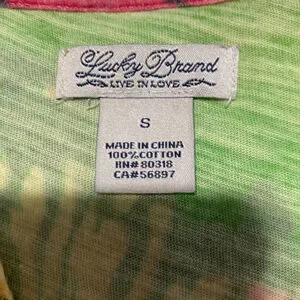 Lucky Brand
LIVE IN LOVE
S
MADE IN CHINA
100% COTTON
RN# 80318
CA# 56897